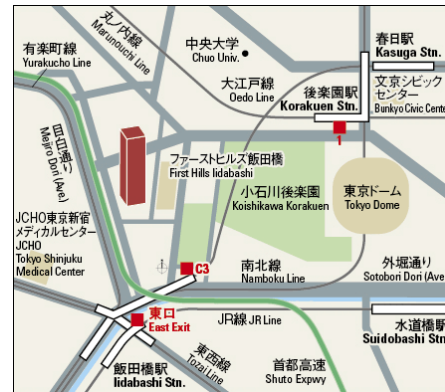 丸ノ内線
Marunouchi Line
有楽町線
Yurakucho Line
中央大学
Chuo Univ.
春日駅
Kasuga Stn.
大江戸線
Oedo Line
後楽園駅
Korakuen Stn.
文京シビック
センター
Bunkyo Civic Center
1
目白通り
Mejiro Dori (Ave.)
ファーストヒルズ飯田橋
First Hills Iidabashi
小石川後楽園
Koishikawa Korakuen
東京ドーム
Tokyo Dome
JCHO東京新宿
メディカルセンター
JCHO
Tokyo Shinjuku
Medical Center
C3
南北線
Namboku Line
外堀通り
Sotobori Dori (Ave
東口
East Exit
JR線 JR Line
水道橋駅
Suidobashi Stn.
東西線
Tozai Line
飯田橋駅
Iidabashi Stn.
首都高速
Shuto Expwy